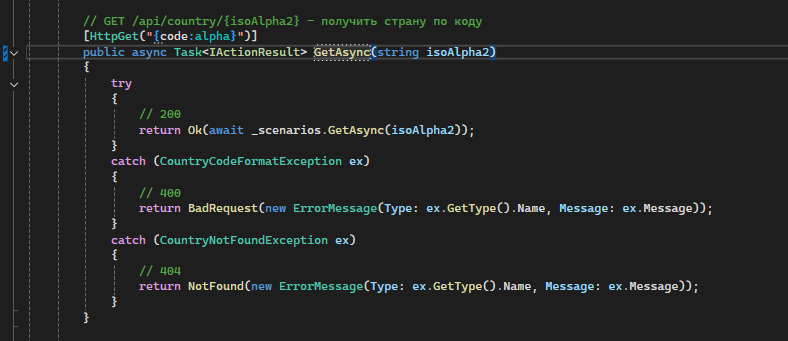 // GET /api/country/{isoAlpha2} - получить страну по коду
[HttpGet("{code:alpha}")]
public async Task<IActionResult> GetAsync(string isoAlpha2)
{
try
{
// 200
return Ok(await _scenarios.GetAsync(isoAlpha2));
}
catch (CountryCodeFormatException ex)
{
// 400
return BadRequest(new ErrorMessage(Type: ex.GetType().Name, Message: ex.Message));
}
catch (CountryNotFoundException ex)
{
// 404
return NotFound(new ErrorMessage(Type: ex.GetType().Name, Message: ex.Message));
}
}